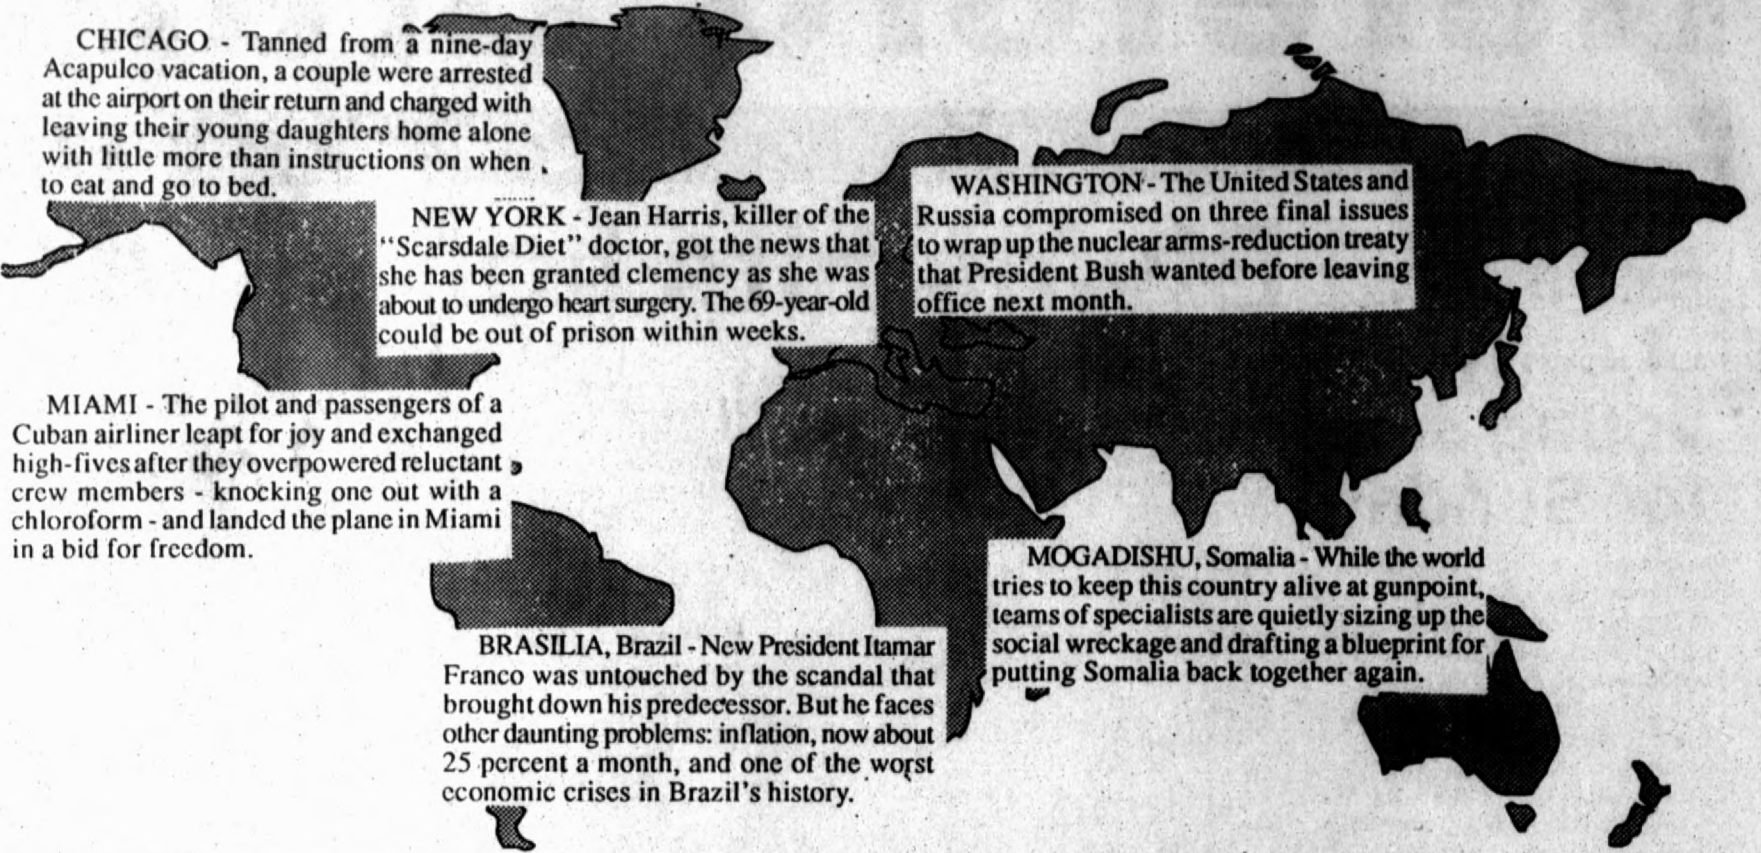 CHICAGO - Tanned from a nine-day
Acapulco vacation, a couple were arrested
at the airport on their return and charged with
leaving their young daughters home alone
with little more than instructions on when
to eat and go to bed.
NEW YORK - Jean Harris, killer of the
"Scarsdale Diet" doctor, got the news that
she has been granted clemency as she was
about to undergo heart surgery. The 69-year-old
could be out of prison within weeks.
WASHINGTON - The United States and
Russia compromised on three final issues
to wrap up the nuclear arms-reduction treaty
that President Bush wanted before leaving
office next month.
MIAMI - The pilot and passengers of a
Cuban airliner leapt for joy and exchanged
high-fives after they overpowered reluctant
crew members - knocking one out with a
chloroform - and landed the plane in Miami
in a bid for freedom.
MOGADISHU, Somalia - While the world
tries to keep this country alive at gunpoint,
teams of specialists are quietly sizing up the
social wreckage and drafting a blueprint for
putting Somalia back together again.
BRASILIA, Brazil - New President Itamar
Franco was untouched by the scandal that
brought down his predecessor. But he faces
other daunting problems: inflation, now about
25 percent a month, and one of the worst
economic crises in Brazil's history.